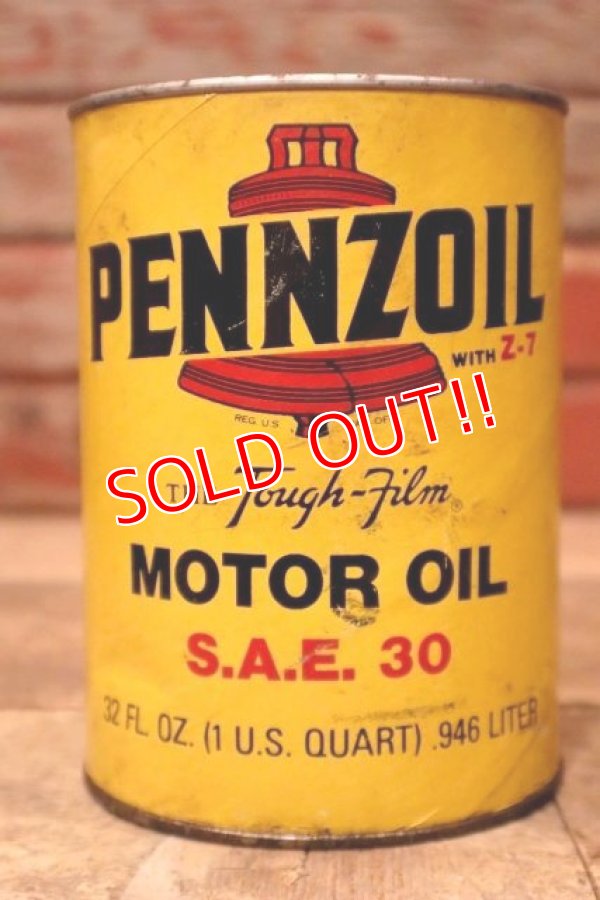 PENNZOIL
WITH Z-7
REG. U.S. OF
SOLD OUT!!
THE Tough-Film®
MOTOR OIL
S.A.E. 30
32 FL. OZ. (1 U.S. QUART) .946 LITER